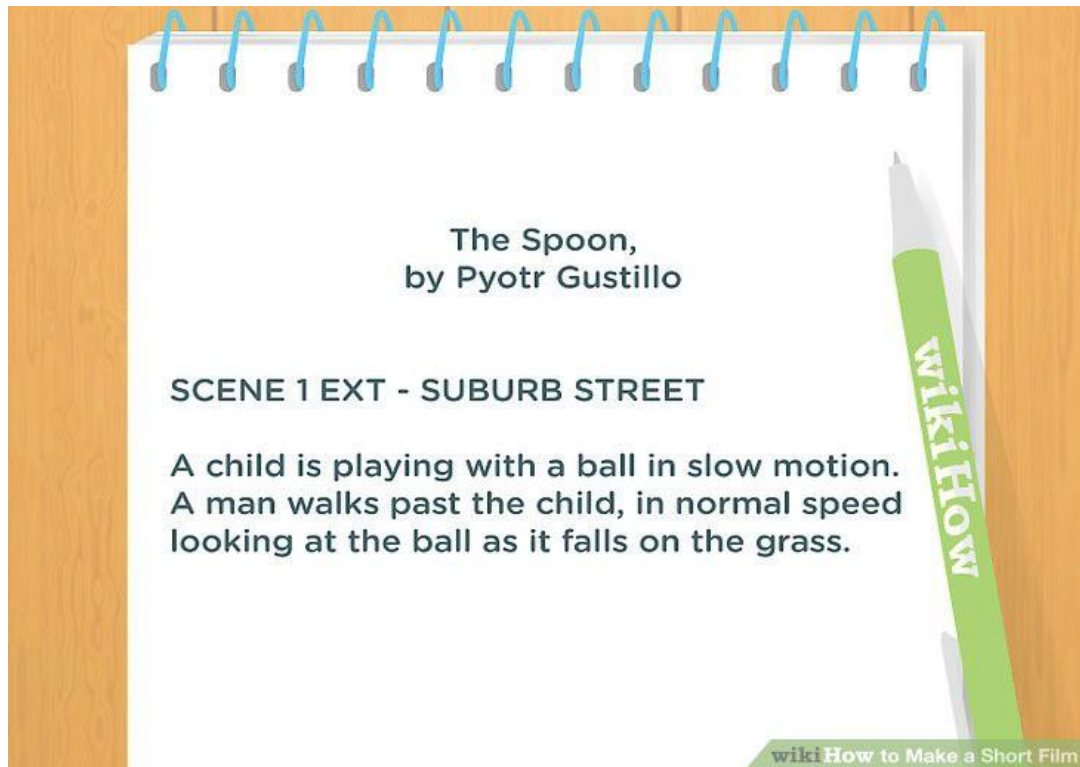 The Spoon,
by Pyotr Gustillo
SCENE 1 EXT - SUBURB STREET
A child is playing with a ball in slow motion.
A man walks past the child, in normal speed
looking at the ball as it falls on the grass.
wikiHow
wikiHow to Make a Short Film